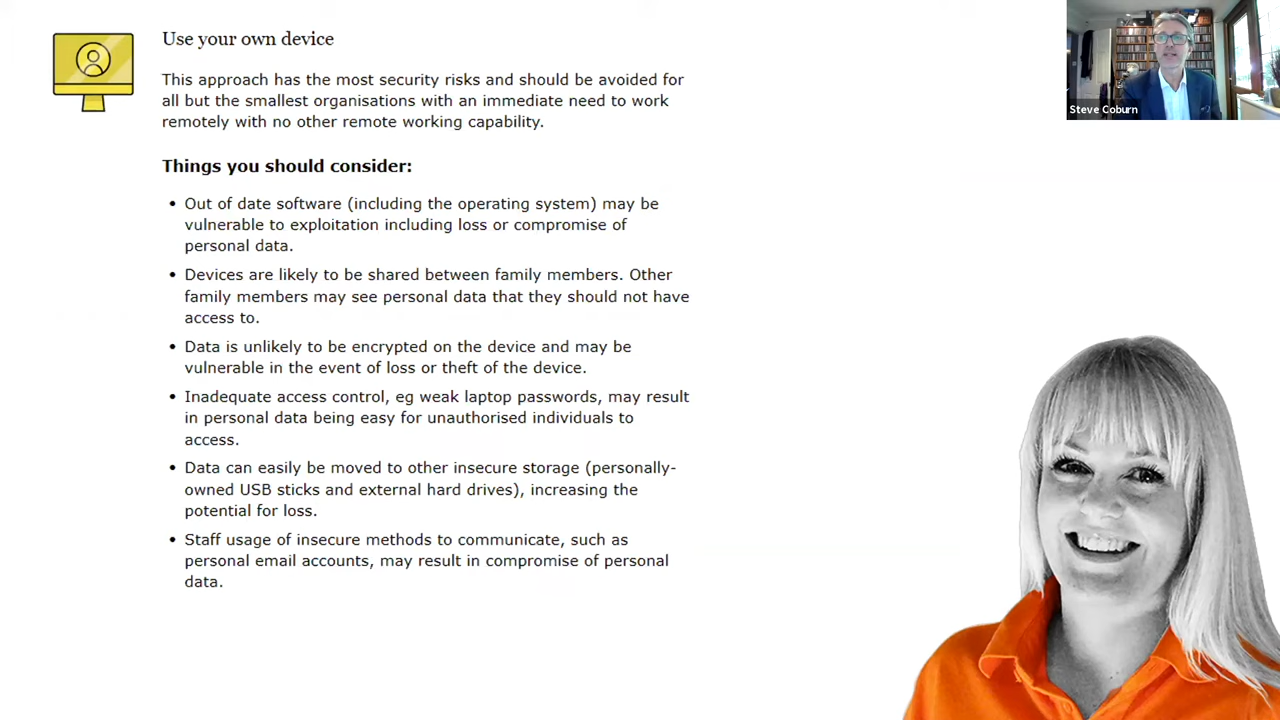 Use your own device
This approach has the most security risks and should be avoided for
all but the smallest organisations with an immediate need to work
remotely with no other remote working capability.
Things you should consider:
• Out of date software (including the operating system) may be
vulnerable to exploitation including loss or compromise of
personal data.
• Devices are likely to be shared between family members. Other
family members may see personal data that they should not have
access to.
• Data is unlikely to be encrypted on the device and may be
vulnerable in the event of loss or theft of the device.
• Inadequate access control, eg weak laptop passwords, may result
in personal data being easy for unauthorised individuals to
access.
• Data can easily be moved to other insecure storage (personally-
owned USB sticks and external hard drives), increasing the
potential for loss.
• Staff usage of insecure methods to communicate, such as
personal email accounts, may result in compromise of personal
data.
Steve Coburn